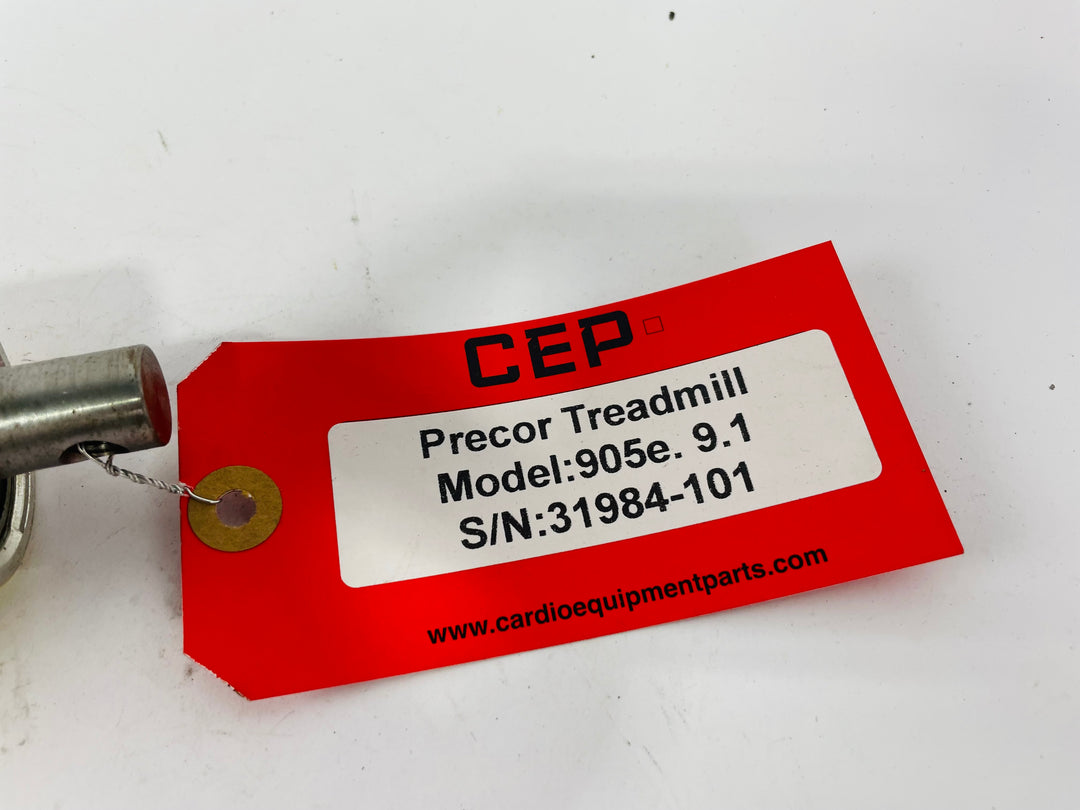 CEP
Precor Treadmill
Model:905e. 9.1
S/N:31984-101
www.cardioequipmentparts.com